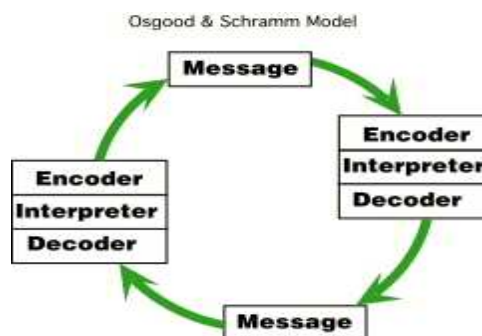 Osgood & Schramm Model
Message
Encoder
Interpreter
Decoder
Encoder
Interpreter
Decoder
Message